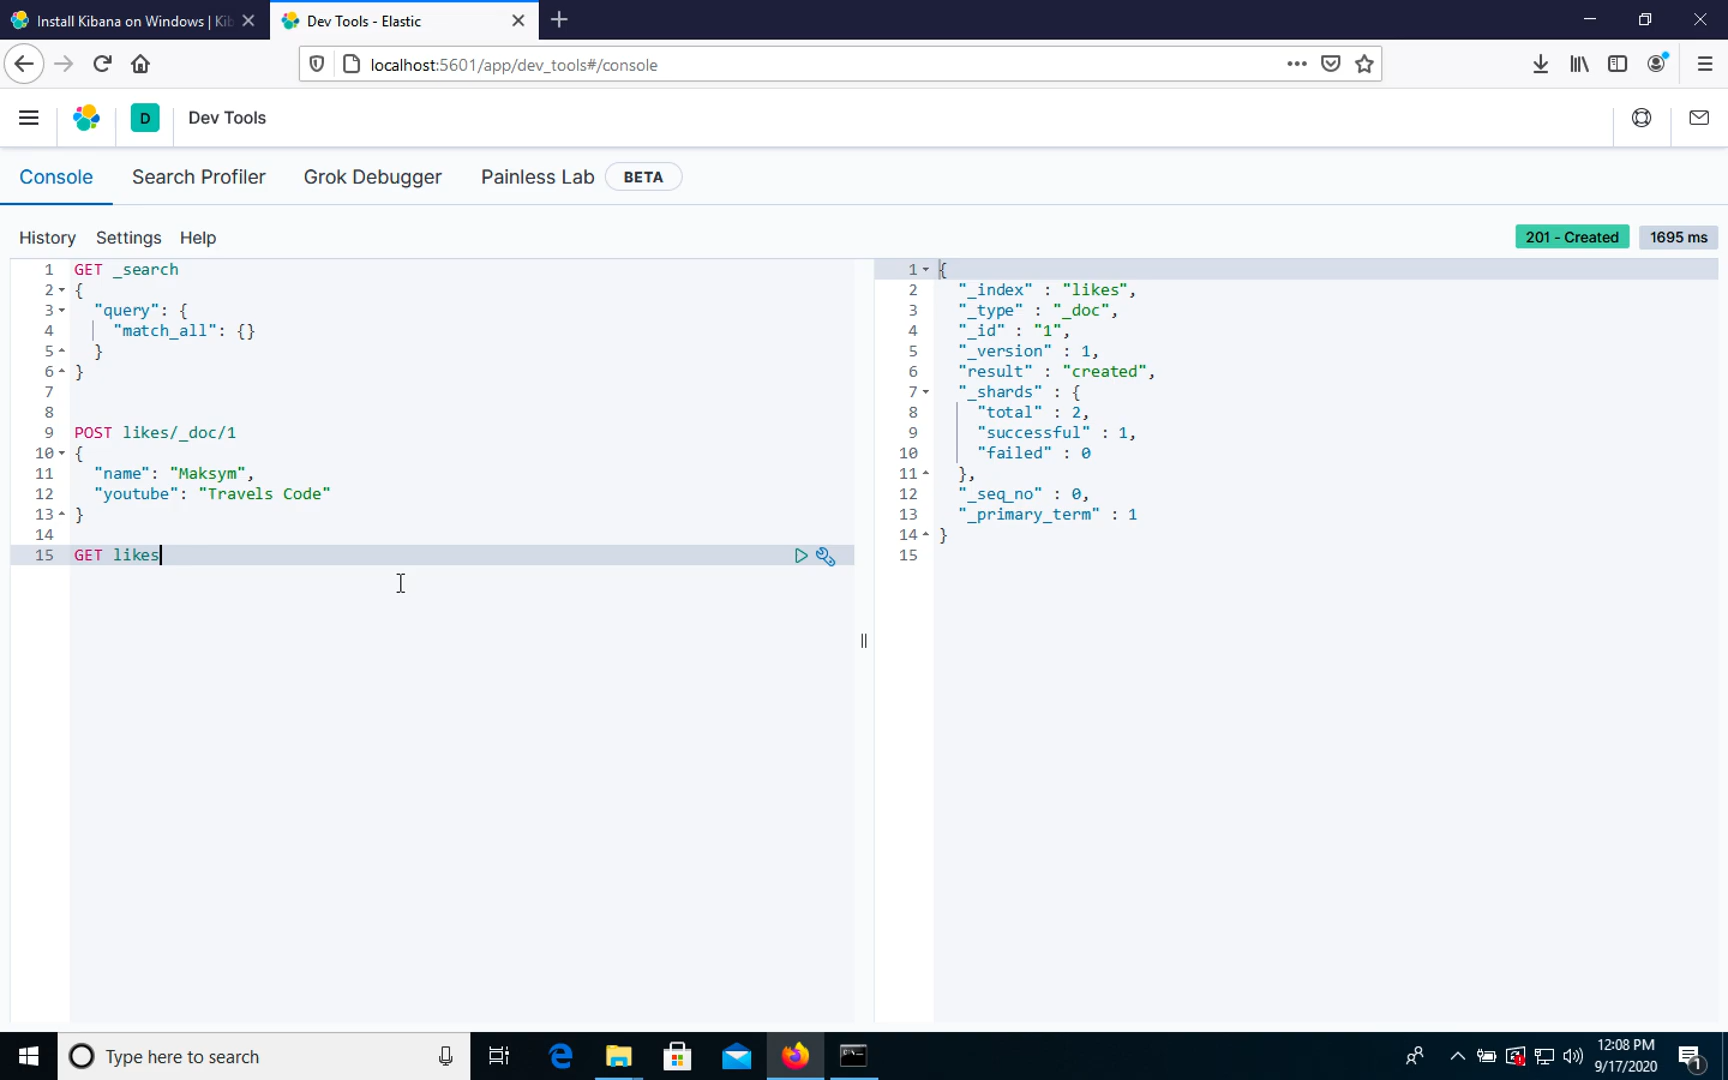 Install Kibana on Windows | Kib
Dev Tools - Elastic
localhost:5601/app/dev_tools#/console
D
Dev Tools
Console
Search Profiler
Grok Debugger
Painless Lab
BETA
History
Settings
Help
201 - Created
1695 ms
1 GET _search
2 {
3 "query": {
4 "match_all": {}
5 }
6 }
7
8
9 POST likes/_doc/1
10 {
11 "name": "Maksym",
12 "youtube": "Travels Code"
13 }
14
15 GET likes
1 {
2 "_index" : "likes",
3 "_type" : "_doc",
4 "_id" : "1",
5 "_version" : 1,
6 "result" : "created",
7 "_shards" : {
8 "total" : 2,
9 "successful" : 1,
10 "failed" : 0
11 },
12 "_seq_no" : 0,
13 "_primary_term" : 1
14 }
15
Type here to search
12:08 PM
9/17/2020
1